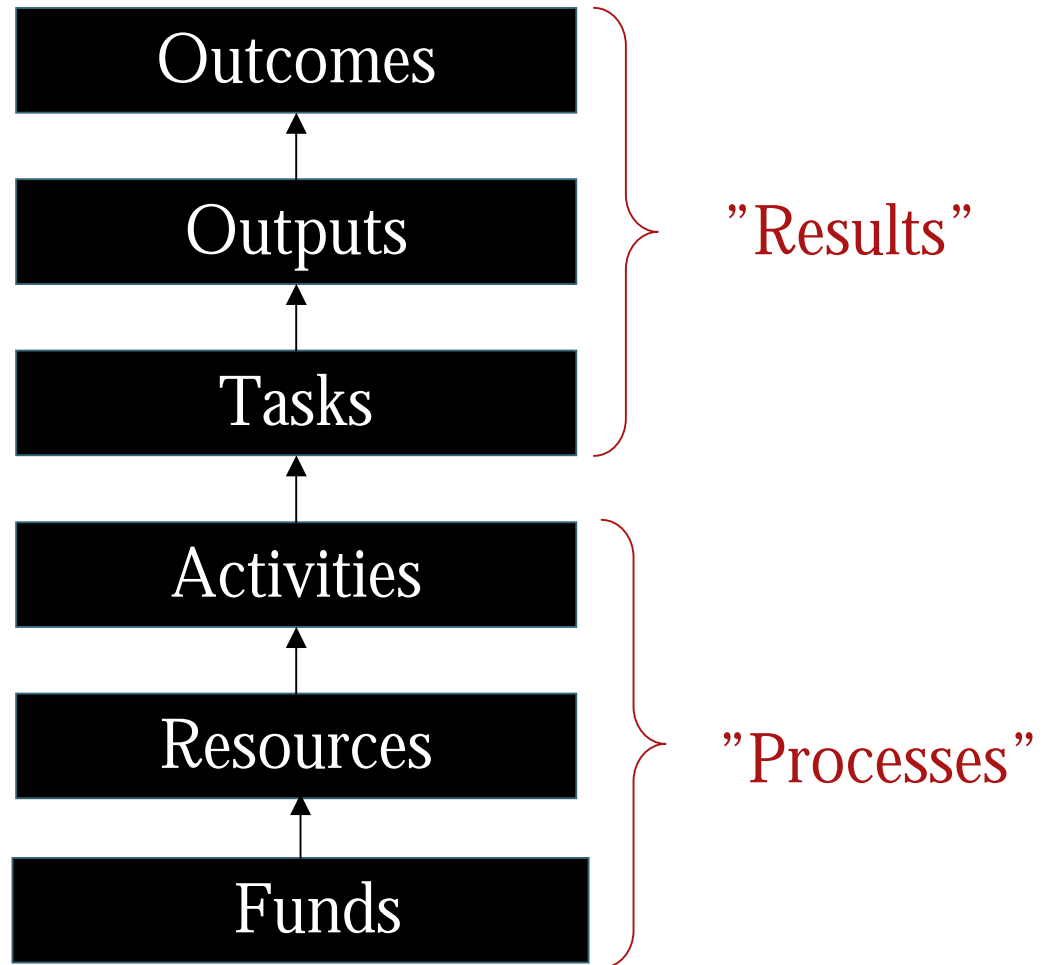 Outcomes
Outputs
”Results”
Tasks
Activities
Resources
”Processes”
Funds